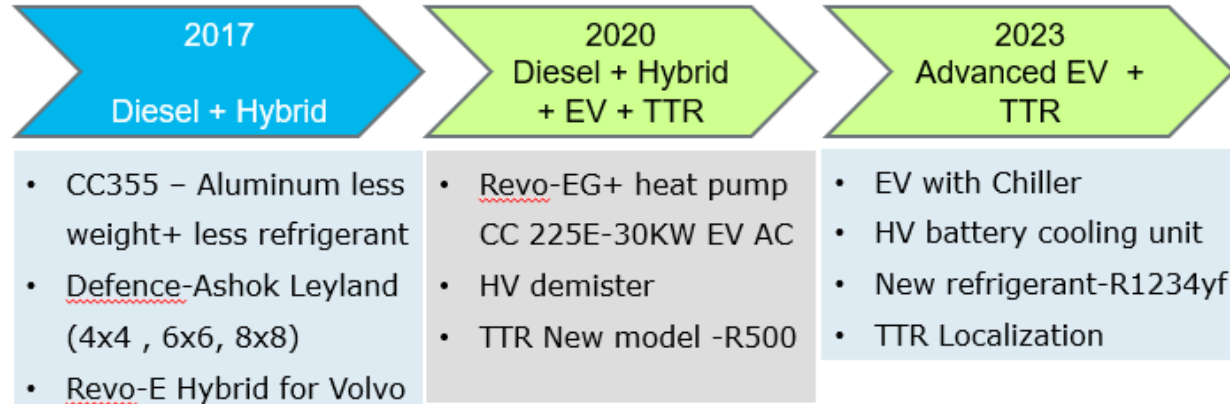 2017
Diesel + Hybrid
2020
Diesel + Hybrid
+ EV + TTR
2023
Advanced EV +
TTR
• CC355 – Aluminum less
weight+ less refrigerant
• Defence-Ashok Leyland
(4x4 , 6x6, 8x8)
• Revo-E Hybrid for Volvo
• Revo-EG+ heat pump
CC 225E-30KW EV AC
• HV demister
• TTR New model -R500
• EV with Chiller
• HV battery cooling unit
• New refrigerant-R1234yf
• TTR Localization